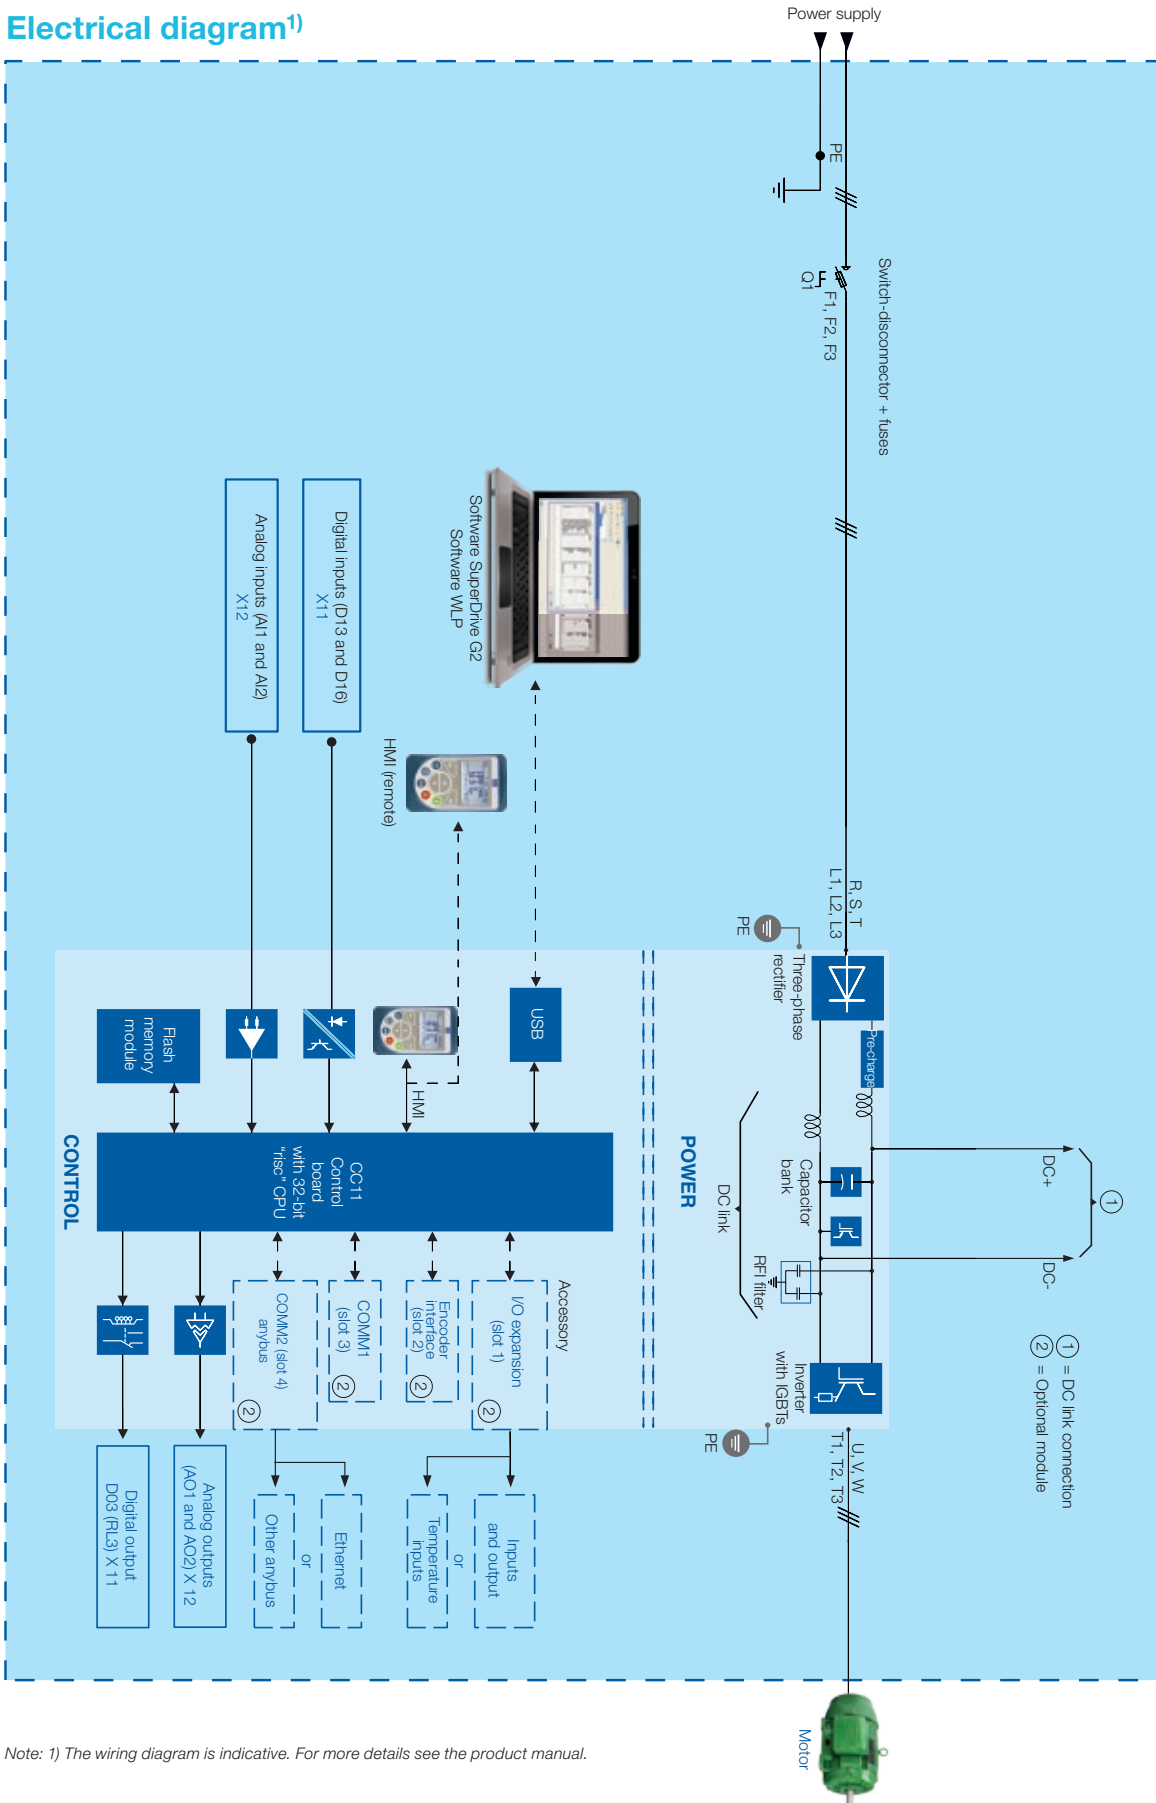 Electrical diagram1)
Power supply
PE
Switch-disconnector + fuses
Q1
F1, F2, F3
Software SuperDrive G2
Software WLP
Digital inputs (D13 and D16)
X11
Analog inputs (AI1 and AI2)
X12
HMI (remote)
R, S, T
L1, L2, L3
PE
Three-phase
rectifier
Pre-charge
USB
HMI
Flash
memory
module
CONTROL
CC11
Control
board
with 32-bit
"risc" CPU
POWER
DC link
Capacitor
bank
RFI filter
DC+
DC-
1
1 = DC link connection
2 = Optional module
Inverter
with IGBTs
PE
U, V, W
T1, T2, T3
Accessory
I/O expansion
(slot 1)
2
Encoder
interface
(slot 2)
2
COMM1
(slot 3)
2
COMM2 (slot 4)
anybus
2
Inputs
and output
or
Temperature
inputs
Ethernet
or
Other anybus
Analog outputs
(AO1 and AO2) X 12
Digital output
D03 (RL3) X 11
Motor
Note: 1) The wiring diagram is indicative. For more details see the product manual.